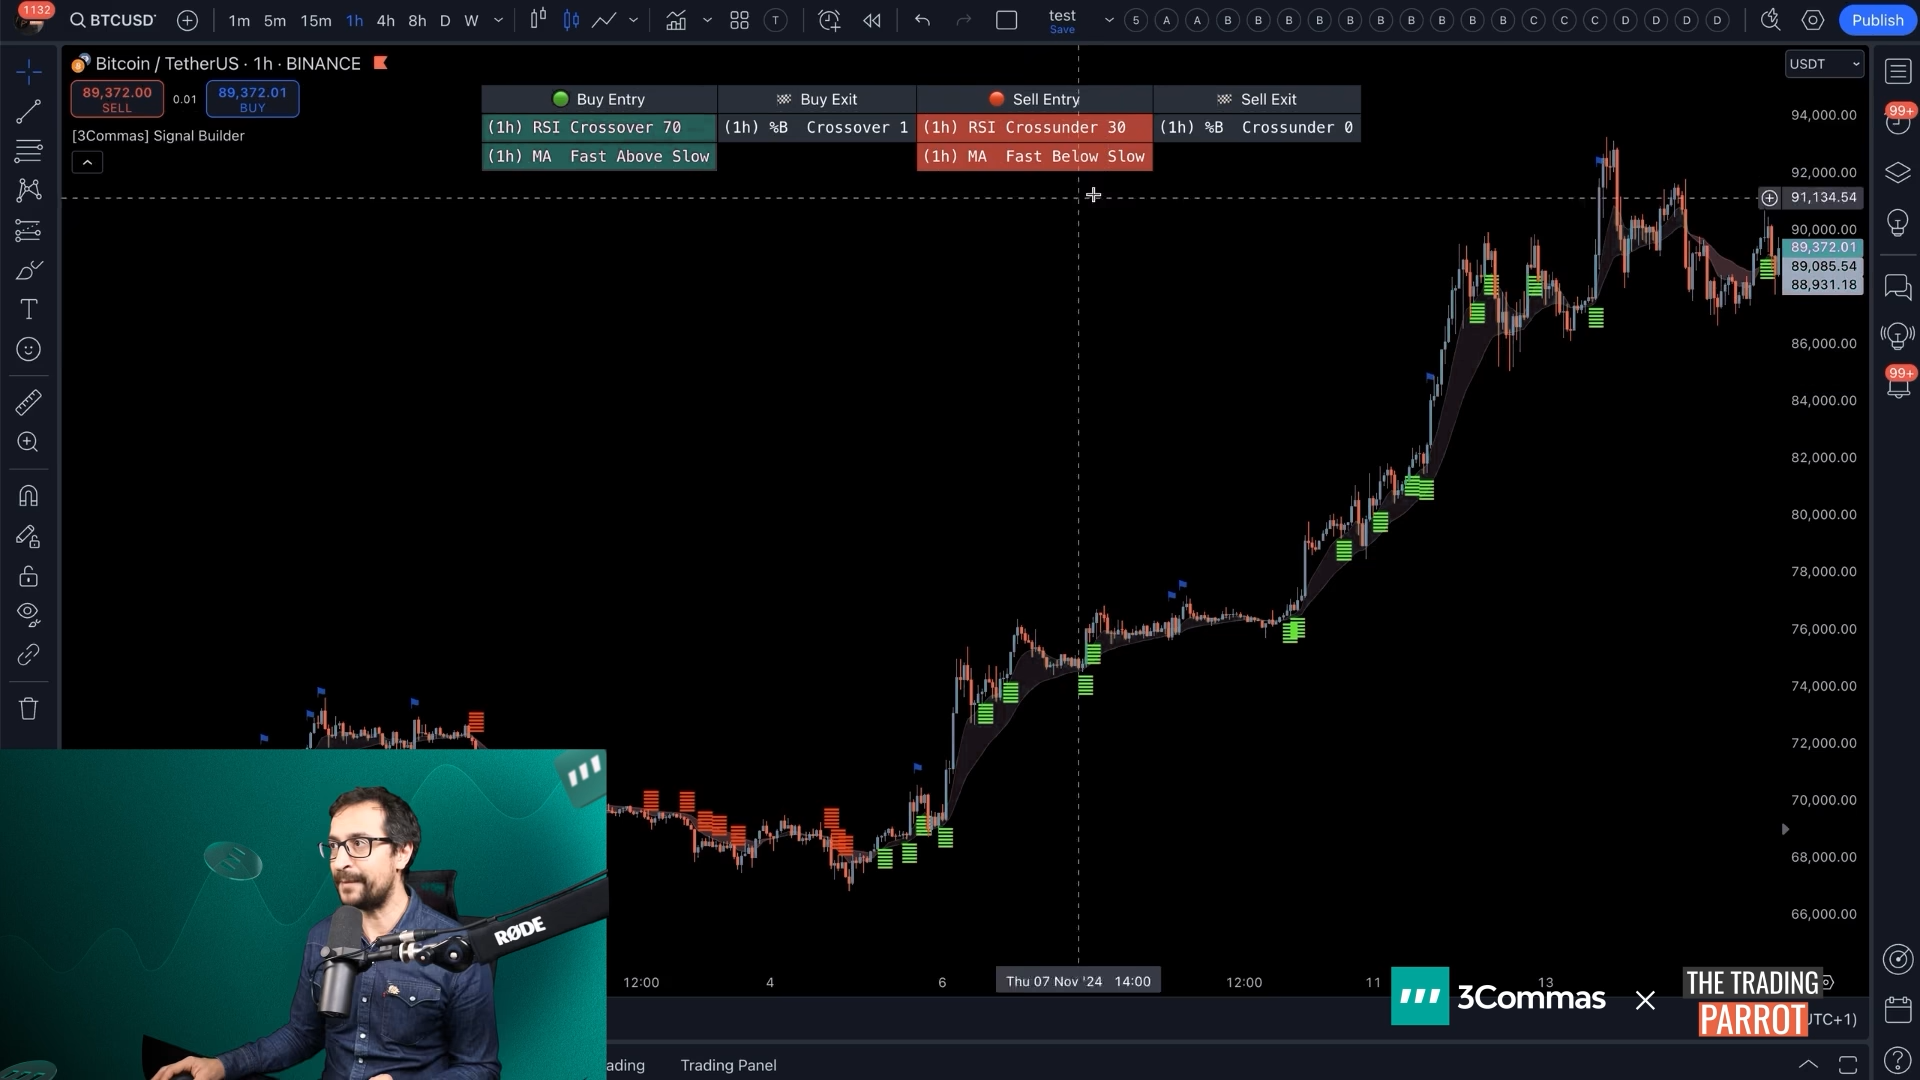 1132
BTCUSD
1m 5m 15m 1h 4h 8h D W
T
test
Save
5 A A B B B B B B B B B B C C C D D D D
Publish
Bitcoin / TetherUS · 1h · BINANCE
USDT
89,372.00
SELL
0.01
89,372.01
BUY
[3Commas] Signal Builder
Buy Entry
Buy Exit
Sell Entry
Sell Exit
(1h) RSI Crossover 70
(1h) %B Crossover 1
(1h) RSI Crossunder 30
(1h) %B Crossunder 0
(1h) MA Fast Above Slow
(1h) MA Fast Below Slow
99+
99+
94,000.00
92,000.00
91,134.54
90,000.00
89,372.01
89,085.54
88,931.18
86,000.00
84,000.00
82,000.00
80,000.00
78,000.00
76,000.00
74,000.00
72,000.00
70,000.00
68,000.00
66,000.00
RØDE
12:00
4
6
Thu 07 Nov '24 14:00
12:00
11
13
3Commas
×
THE TRADING
PARROT
UTC+1)
ading
Trading Panel